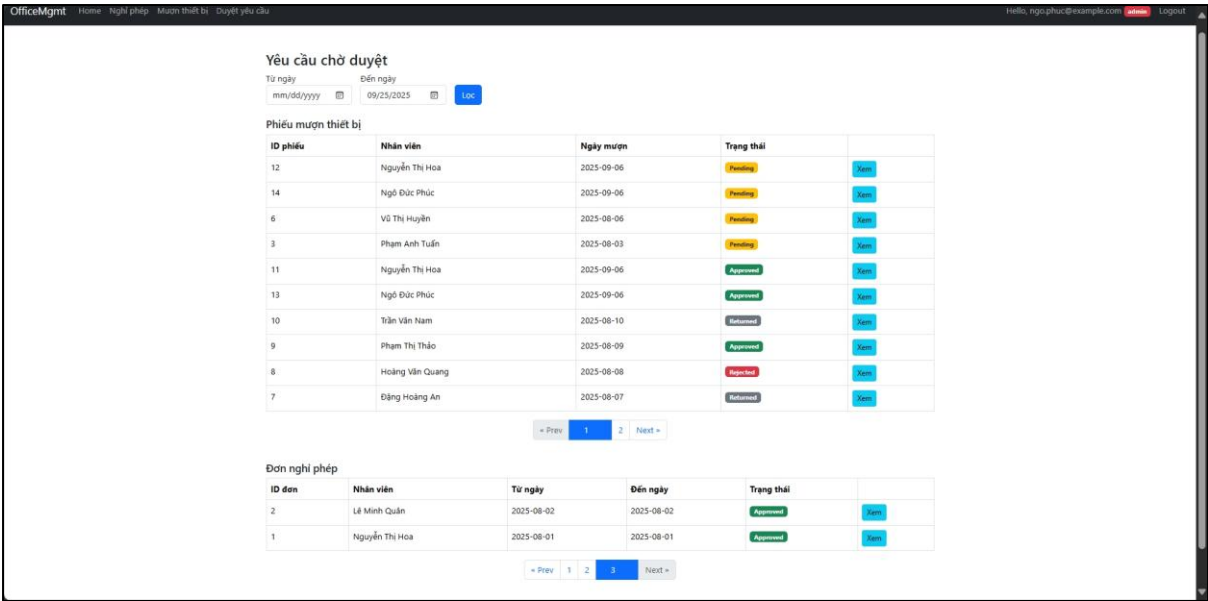 OfficeMgmt Home Nghỉ phép Mượn thiết bị Duyệt yêu cầu Hello, ngo.phuc@example.com admin Logout
Yêu cầu chờ duyệt
Từ ngày Đến ngày
mm/dd/yyyy 09/25/2025 Lọc
Phiếu mượn thiết bị
ID phiếu Nhân viên Ngày mượn Trạng thái
12 Nguyễn Thị Hoa 2025-09-06 Pending Xem
14 Ngô Đức Phúc 2025-09-06 Pending Xem
6 Vũ Thị Huyền 2025-08-06 Pending Xem
3 Phạm Anh Tuấn 2025-08-03 Pending Xem
11 Nguyễn Thị Hoa 2025-09-06 Approved Xem
13 Ngô Đức Phúc 2025-09-06 Approved Xem
10 Trần Văn Nam 2025-08-10 Returned Xem
9 Phạm Thị Thảo 2025-08-09 Approved Xem
8 Hoàng Văn Quang 2025-08-08 Rejected Xem
7 Đặng Hoàng An 2025-08-07 Returned Xem
« Prev 1 2 Next »
Đơn nghỉ phép
ID đơn Nhân viên Từ ngày Đến ngày Trạng thái
2 Lê Minh Quân 2025-08-02 2025-08-02 Approved Xem
1 Nguyễn Thị Hoa 2025-08-01 2025-08-01 Approved Xem
« Prev 1 2 3 Next »